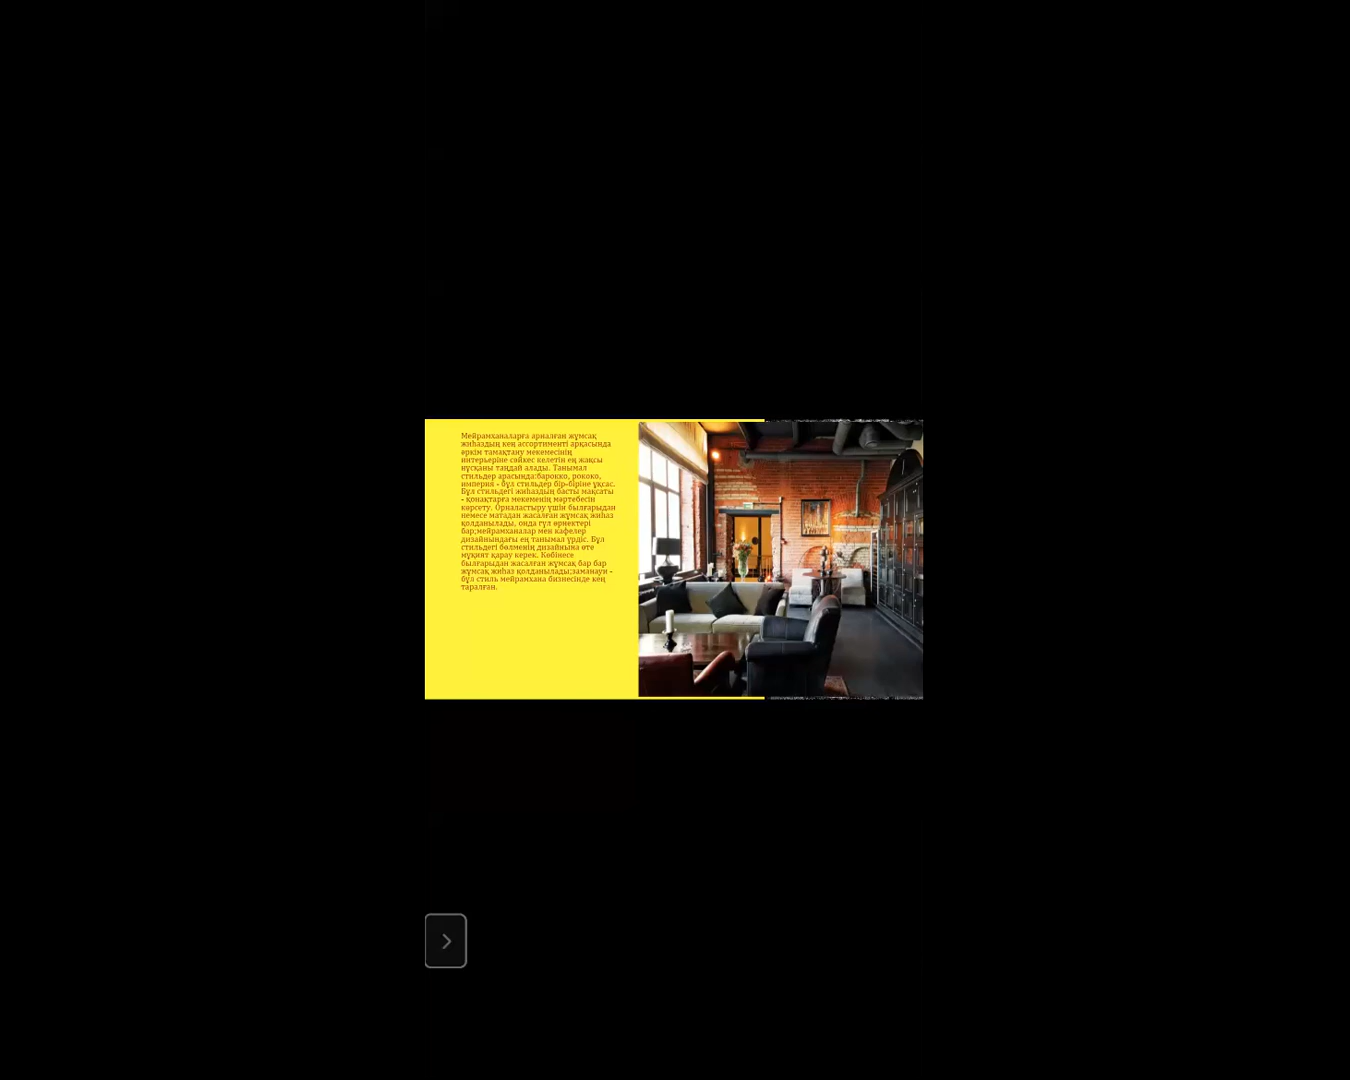 Мейрамханаларға арналған жұмсақ
жиһаздың кең ассортименті арқасында
әркім тамақтану мекемесінің
интерьеріне сәйкес келетін ең жақсы
нұсқаны таңдай алады. Танымал
стильдер арасында:барокко, рококо,
империя - бұл стильдер бір-біріне ұқсас.
Бұл стильдегі жиһаздың басты мақсаты
- қонақтарға мекеменің мәртебесін
көрсету. Орналастыру үшін былғарыдан
немесе матадан жасалған жұмсақ жиһаз
қолданылады, онда гүл өрнектері
бар;мейрамханалар мен кафелер
дизайнындағы ең танымал үрдіс. Бұл
стильдегі бөлменің дизайнына өте
мұқият қарау керек. Көбінесе
былғарыдан жасалған жұмсақ бар бар
жұмсақ жиһаз қолданылады;заманауи -
бұл стиль мейрамхана бизнесінде кең
таралған.